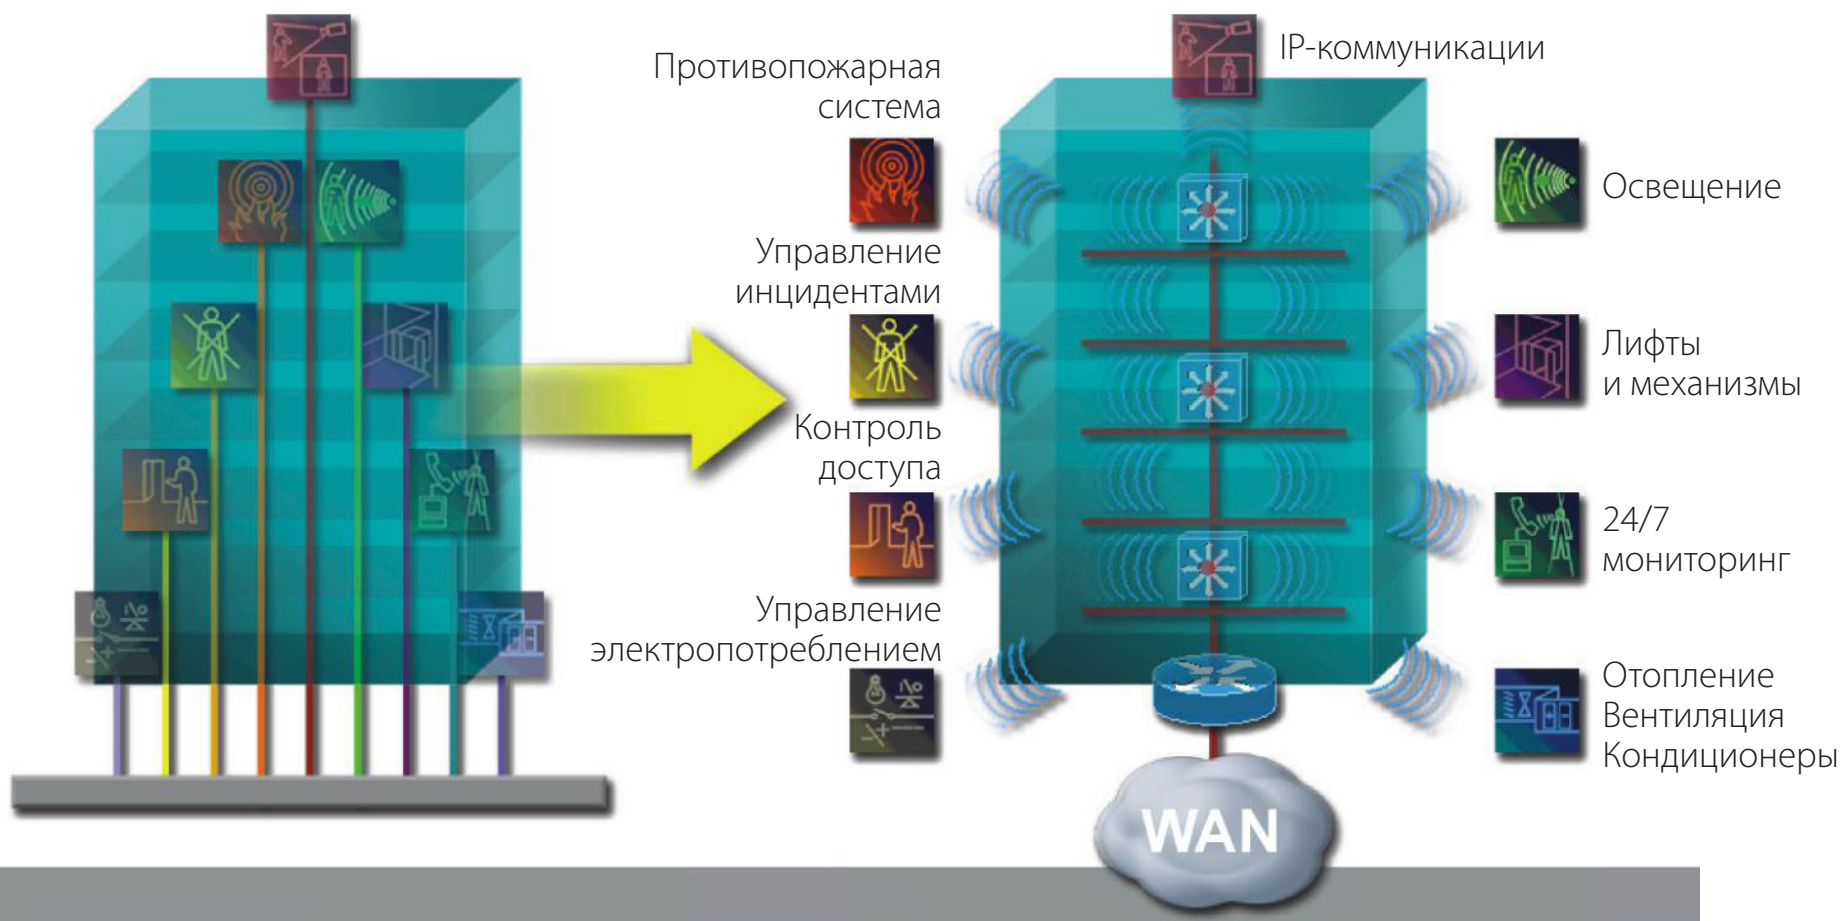 IP-коммуникации
Противопожарная
система
Управление
инцидентами
Контроль
доступа
Управление
электропотреблением
Освещение
Лифты
и механизмы
24/7
мониторинг
Отопление
Вентиляция
Кондиционеры
WAN